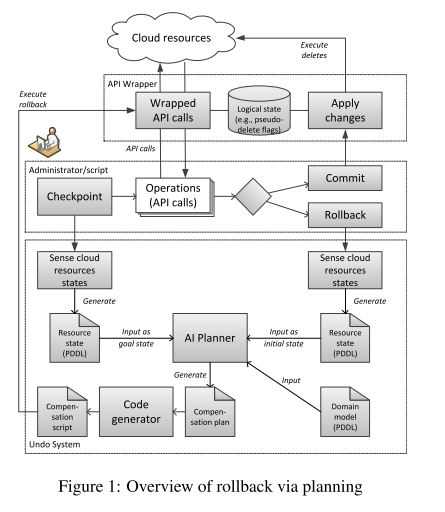 Cloud resources
Execute
deletes
API Wrapper
Execute
rollback
Wrapped
API calls
Logical state
(e.g., pseudo-
delete flags)
Apply
changes
API calls
Administrator/script
Checkpoint
Operations
(API calls)
Commit
Rollback
Sense cloud
resources
states
Sense cloud
resources
states
Generate
Generate
Resource
state
(PDDL)
Input as
goal state
AI Planner
Input as
initial state
Resource
state
(PDDL)
Generate
Input
Compen-
sation
script
Code
generator
Compen-
sation plan
Domain
model
(PDDL)
Undo System
Figure 1: Overview of rollback via planning